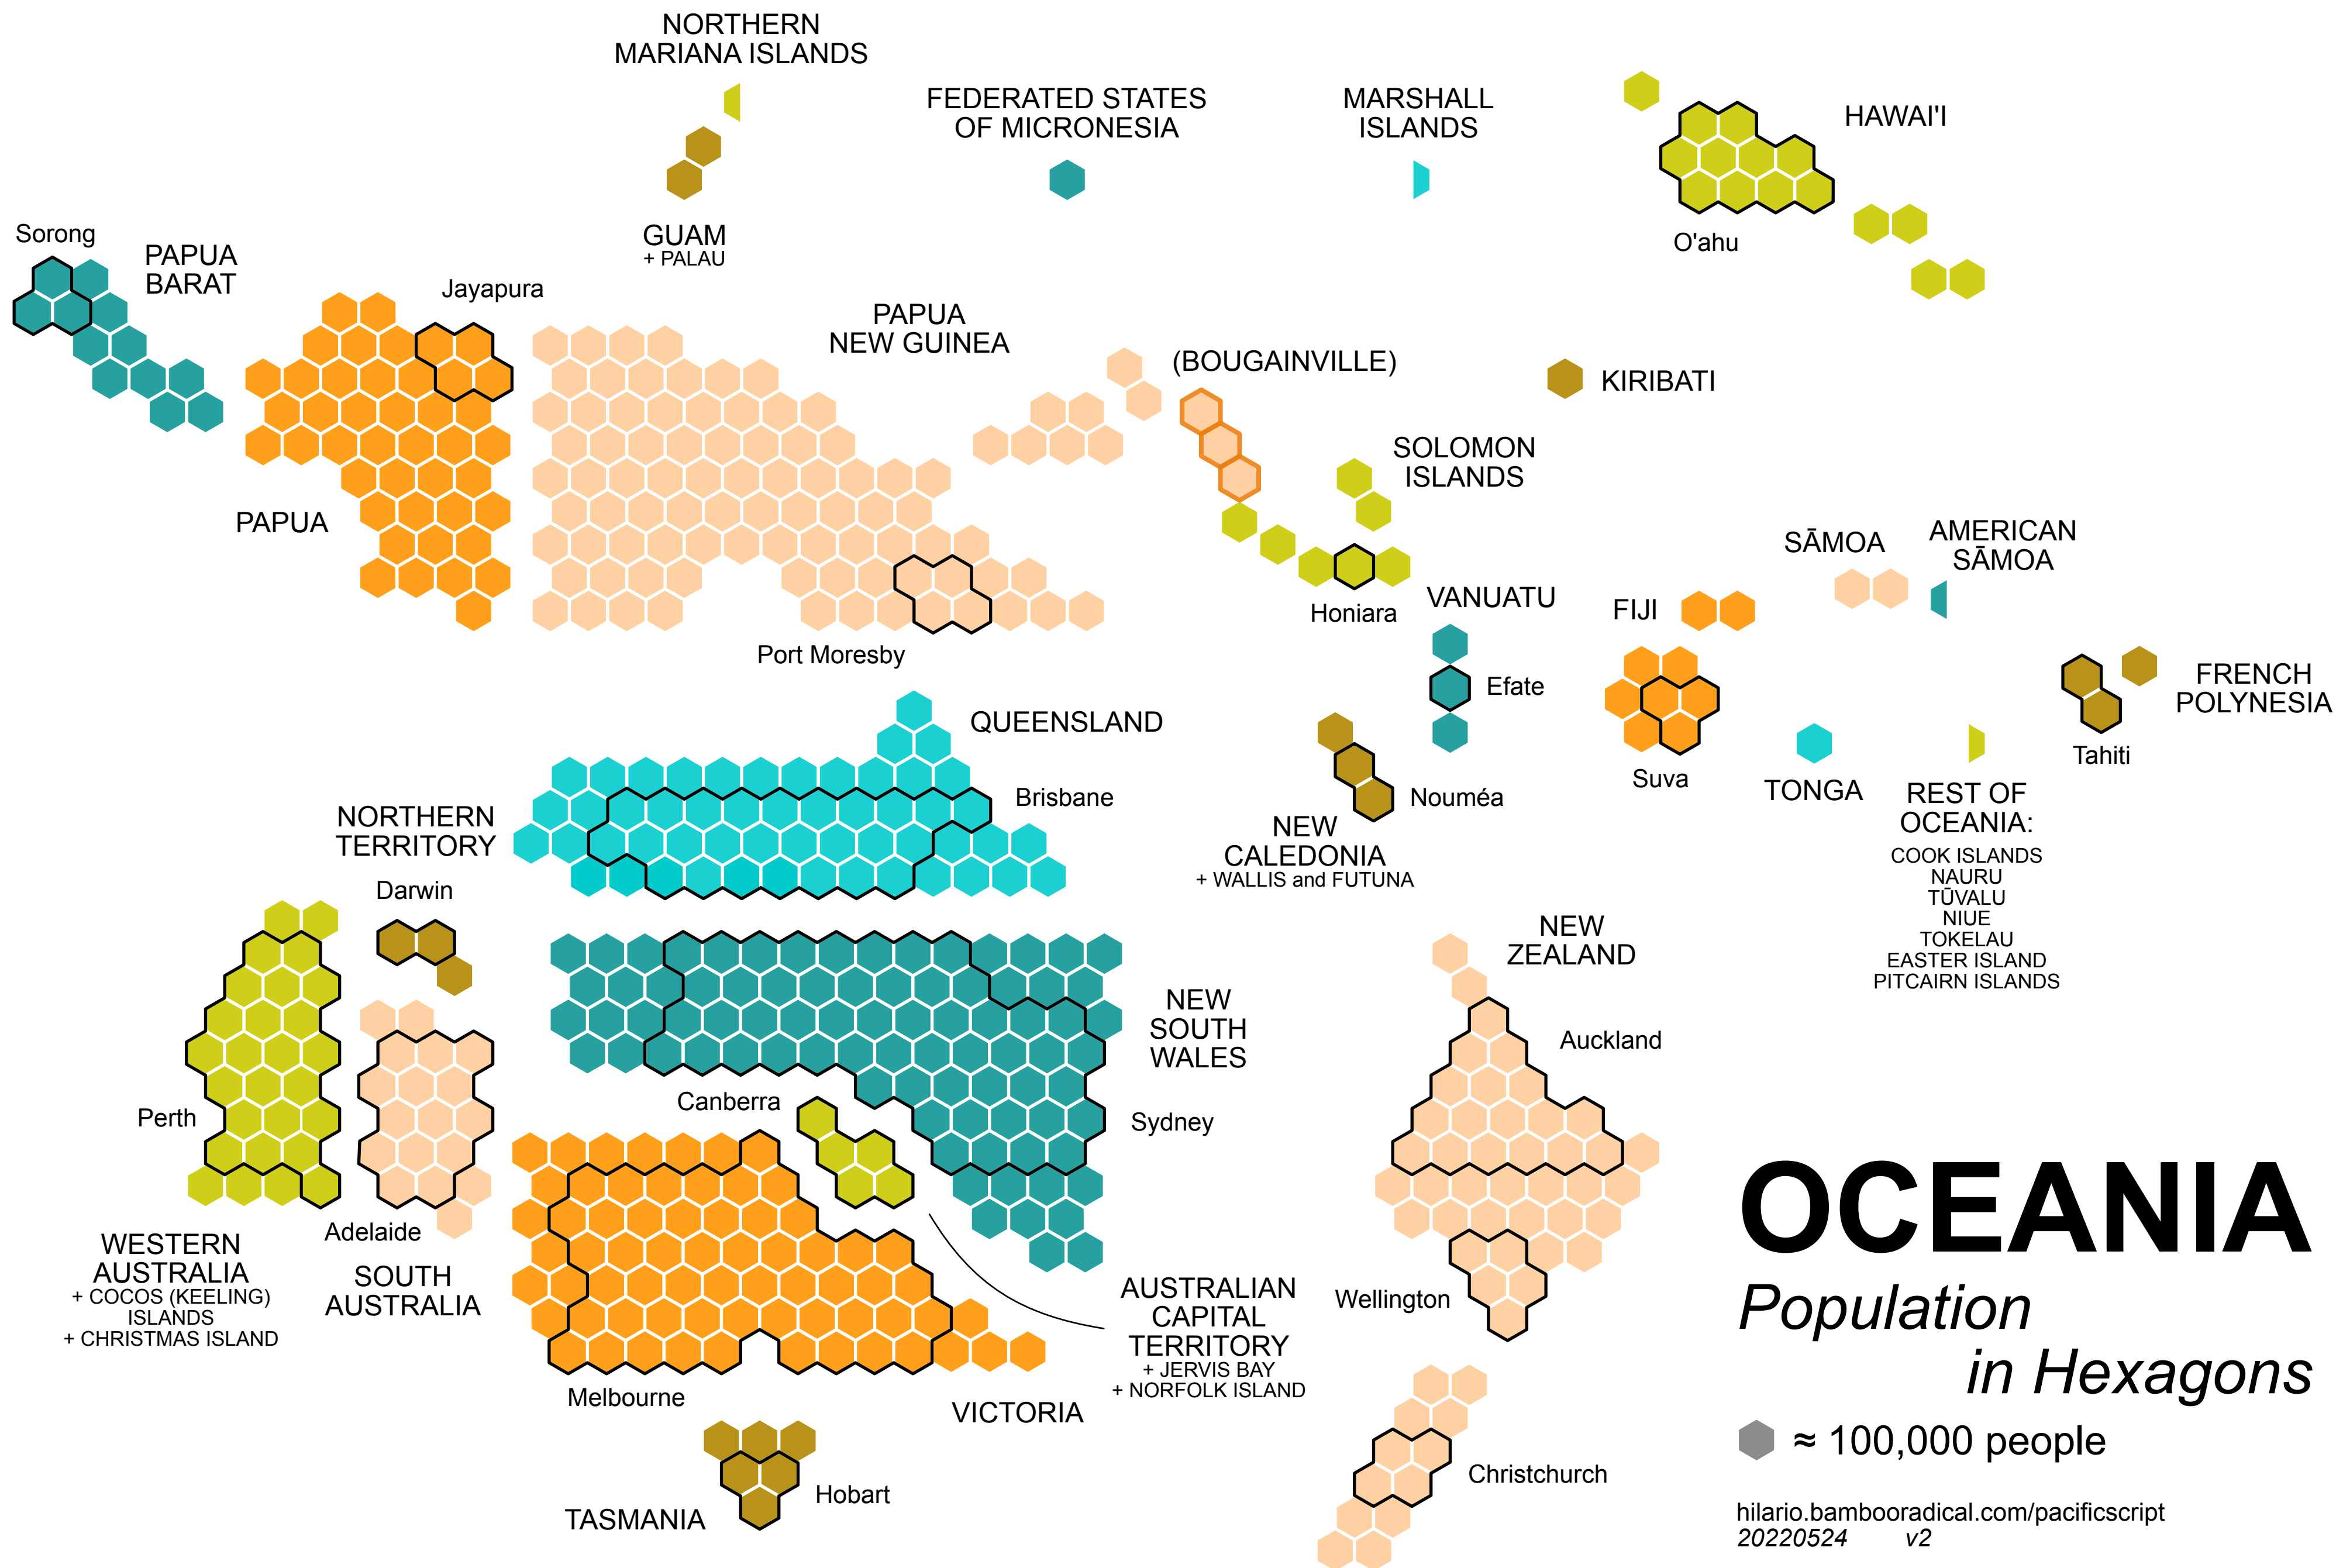 NORTHERN
MARIANA ISLANDS
FEDERATED STATES
OF MICRONESIA
MARSHALL
ISLANDS
HAWAI'I
O'ahu
GUAM
+ PALAU
Sorong
PAPUA
BARAT
Jayapura
PAPUA
NEW GUINEA
(BOUGAINVILLE)
KIRIBATI
SOLOMON
ISLANDS
PAPUA
Honiara
SĀMOA
AMERICAN
SĀMOA
VANUATU
FIJI
Port Moresby
Efate
FRENCH
POLYNESIA
QUEENSLAND
Tahiti
Suva
TONGA
Brisbane
Nouméa
NEW
CALEDONIA
+ WALLIS and FUTUNA
REST OF
OCEANIA:
COOK ISLANDS
NAURU
TŪVALU
NIUE
TOKELAU
EASTER ISLAND
PITCAIRN ISLANDS
NORTHERN
TERRITORY
Darwin
NEW
ZEALAND
Auckland
NEW
SOUTH
WALES
Canberra
Perth
Sydney
Adelaide
WESTERN
AUSTRALIA
+ COCOS (KEELING)
ISLANDS
+ CHRISTMAS ISLAND
SOUTH
AUSTRALIA
AUSTRALIAN
CAPITAL
TERRITORY
+ JERVIS BAY
+ NORFOLK ISLAND
Wellington
Melbourne
VICTORIA
Christchurch
TASMANIA
Hobart
OCEANIA
Population
in Hexagons
≈ 100,000 people
hilario.bambooradical.com/pacificscript
20220524 v2